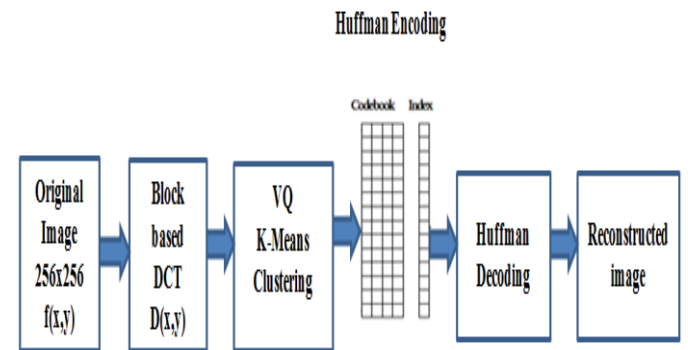 Huffman Encoding
Codebook Index
Original
Image
256x256
f(x,y)
Block
based
DCT
D(x,y)
VQ
K-Means
Clustering
Huffman
Decoding
Reconstructed
image